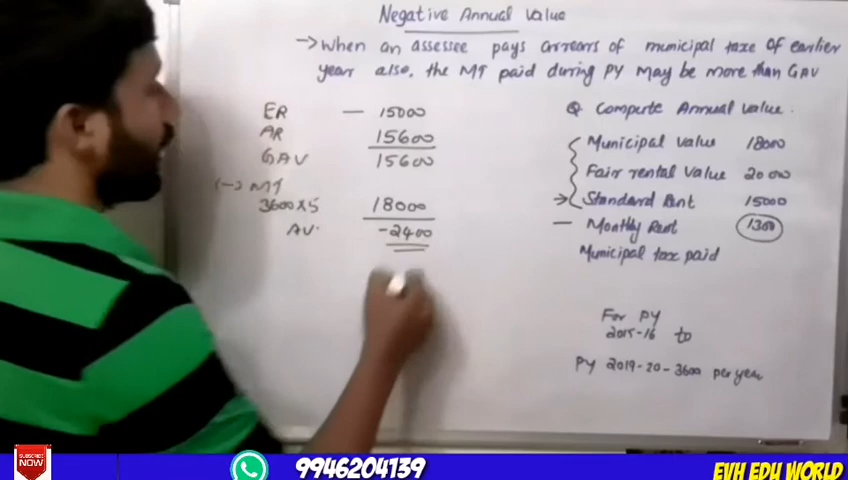 Negative Annual Value
→ When an assessee pays arrears of municipal taxe of earlier
year also, the MT paid during PY may be more than GAV
ER — 15000
AR 15600
GAV 15600
(-) MT
3600 x 5 18000
AV. -2400
Q Compute Annual Value.
Municipal value 18000
Fair rental value 20000
→ Standard Rent 15000
— Monthly Rent 1300
Municipal tax paid
For PY
2015-16 to
PY 2019-20 - 3600 per year
SUBSCRIBE
NOW
9946204139
EVH EDU WORLD